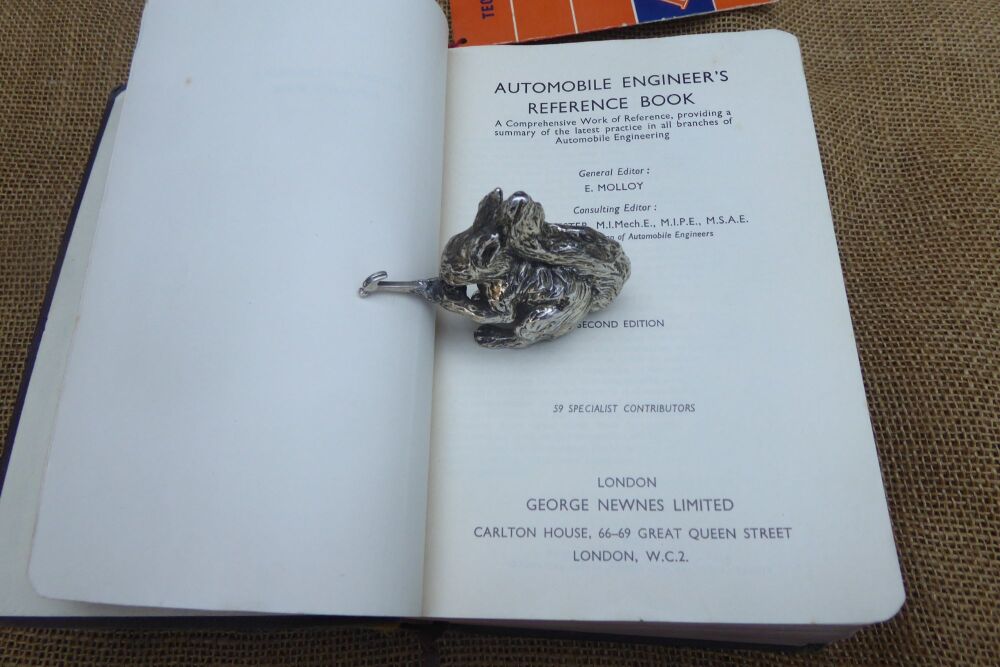 TEC
AUTOMOBILE ENGINEER'S
REFERENCE BOOK
A Comprehensive Work of Reference, providing a
summary of the latest practice in all branches of
Automobile Engineering
General Editor :
E. MOLLOY
Consulting Editor :
M.I.Mech.E., M.I.P.E., M.S.A.E.
of Automobile Engineers
SECOND EDITION
59 SPECIALIST CONTRIBUTORS
LONDON
GEORGE NEWNES LIMITED
CARLTON HOUSE, 66–69 GREAT QUEEN STREET
LONDON, W.C.2.